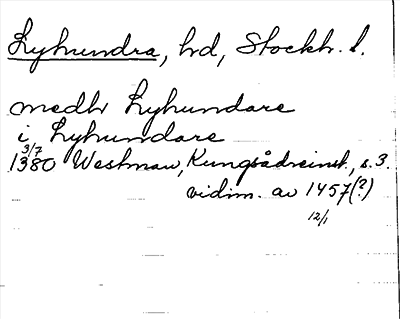 Lyhundra, hd, Stockh. l.
medh Lyhundare
i Lyhundare
3/7
1380 Westman, Kungsådreinst., s. 3.
vidim. av 1457(?)
12/1